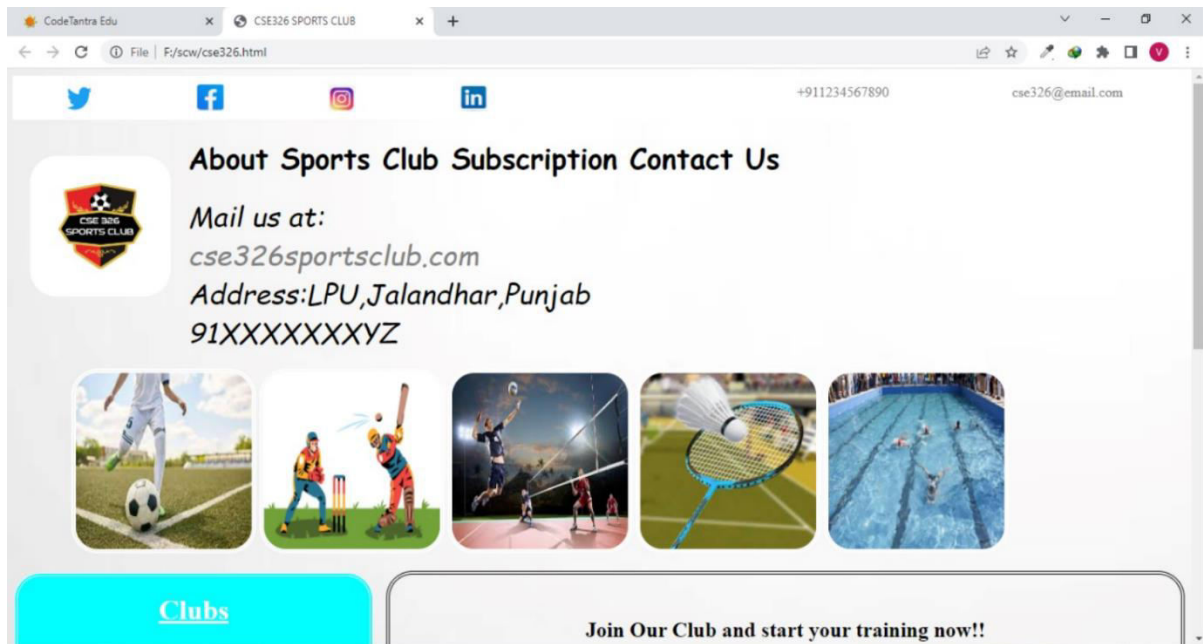 CodeTantra Edu
CSE326 SPORTS CLUB
File | F:/scw/cse326.html
V
+911234567890 cse326@email.com
CSE 326
SPORTS CLUB
About Sports Club Subscription Contact Us
Mail us at:
cse326sportsclub.com
Address:LPU,Jalandhar,Punjab
91XXXXXXXYZ
Clubs
Join Our Club and start your training now!!